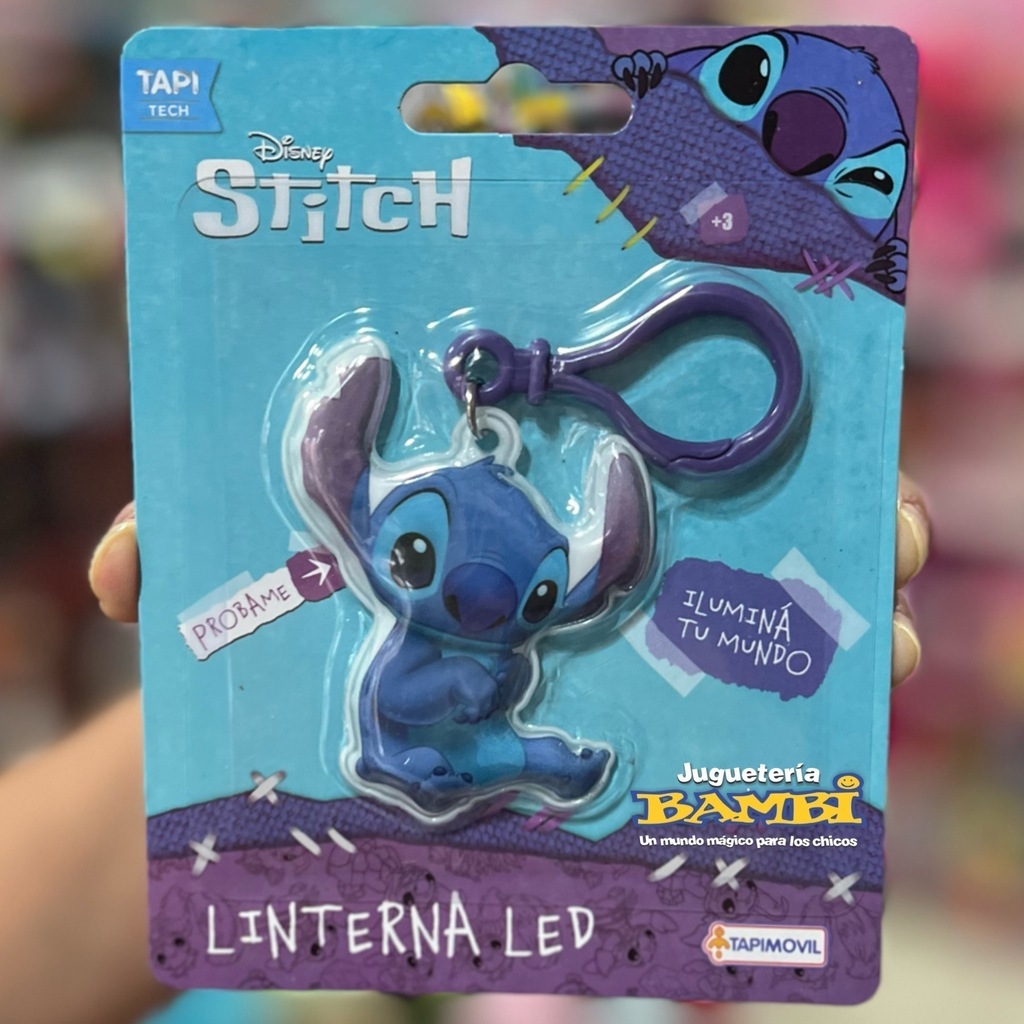 TAPI
TECH
DISNEY
STITCH
+3
PROBAME
ILUMINÁ
TU MUNDO
Juguetería
BAMBI
Un mundo mágico para los chicos
LINTERNA LED
TAPIMOVIL